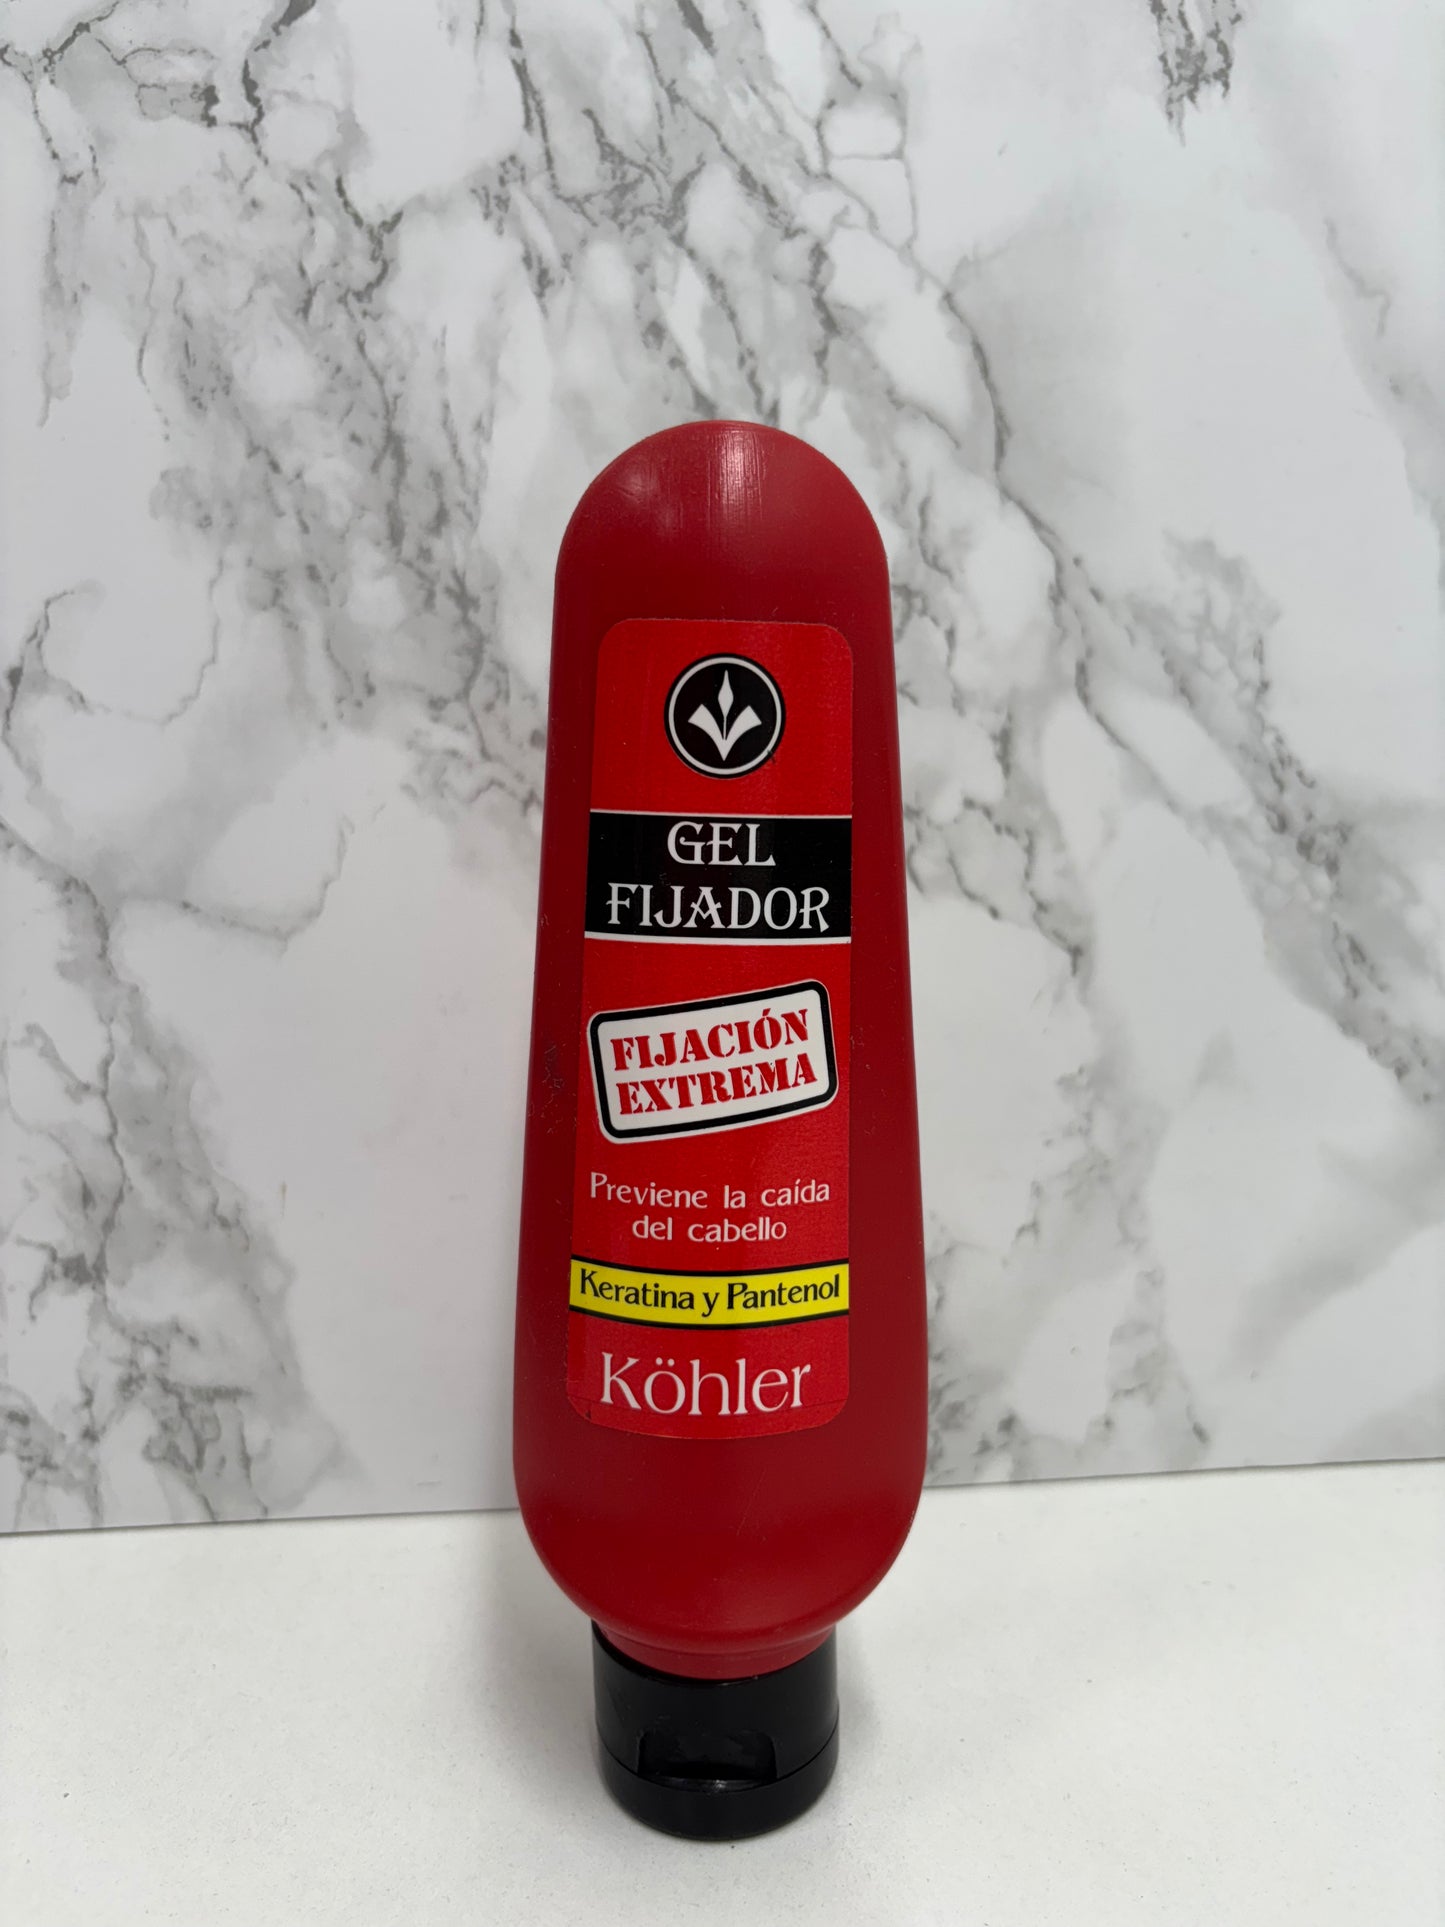 GEL
FIJADOR
FIJACIÓN
EXTREMA
Previene la caída
del cabello
Keratina y Pantenol
Köhler